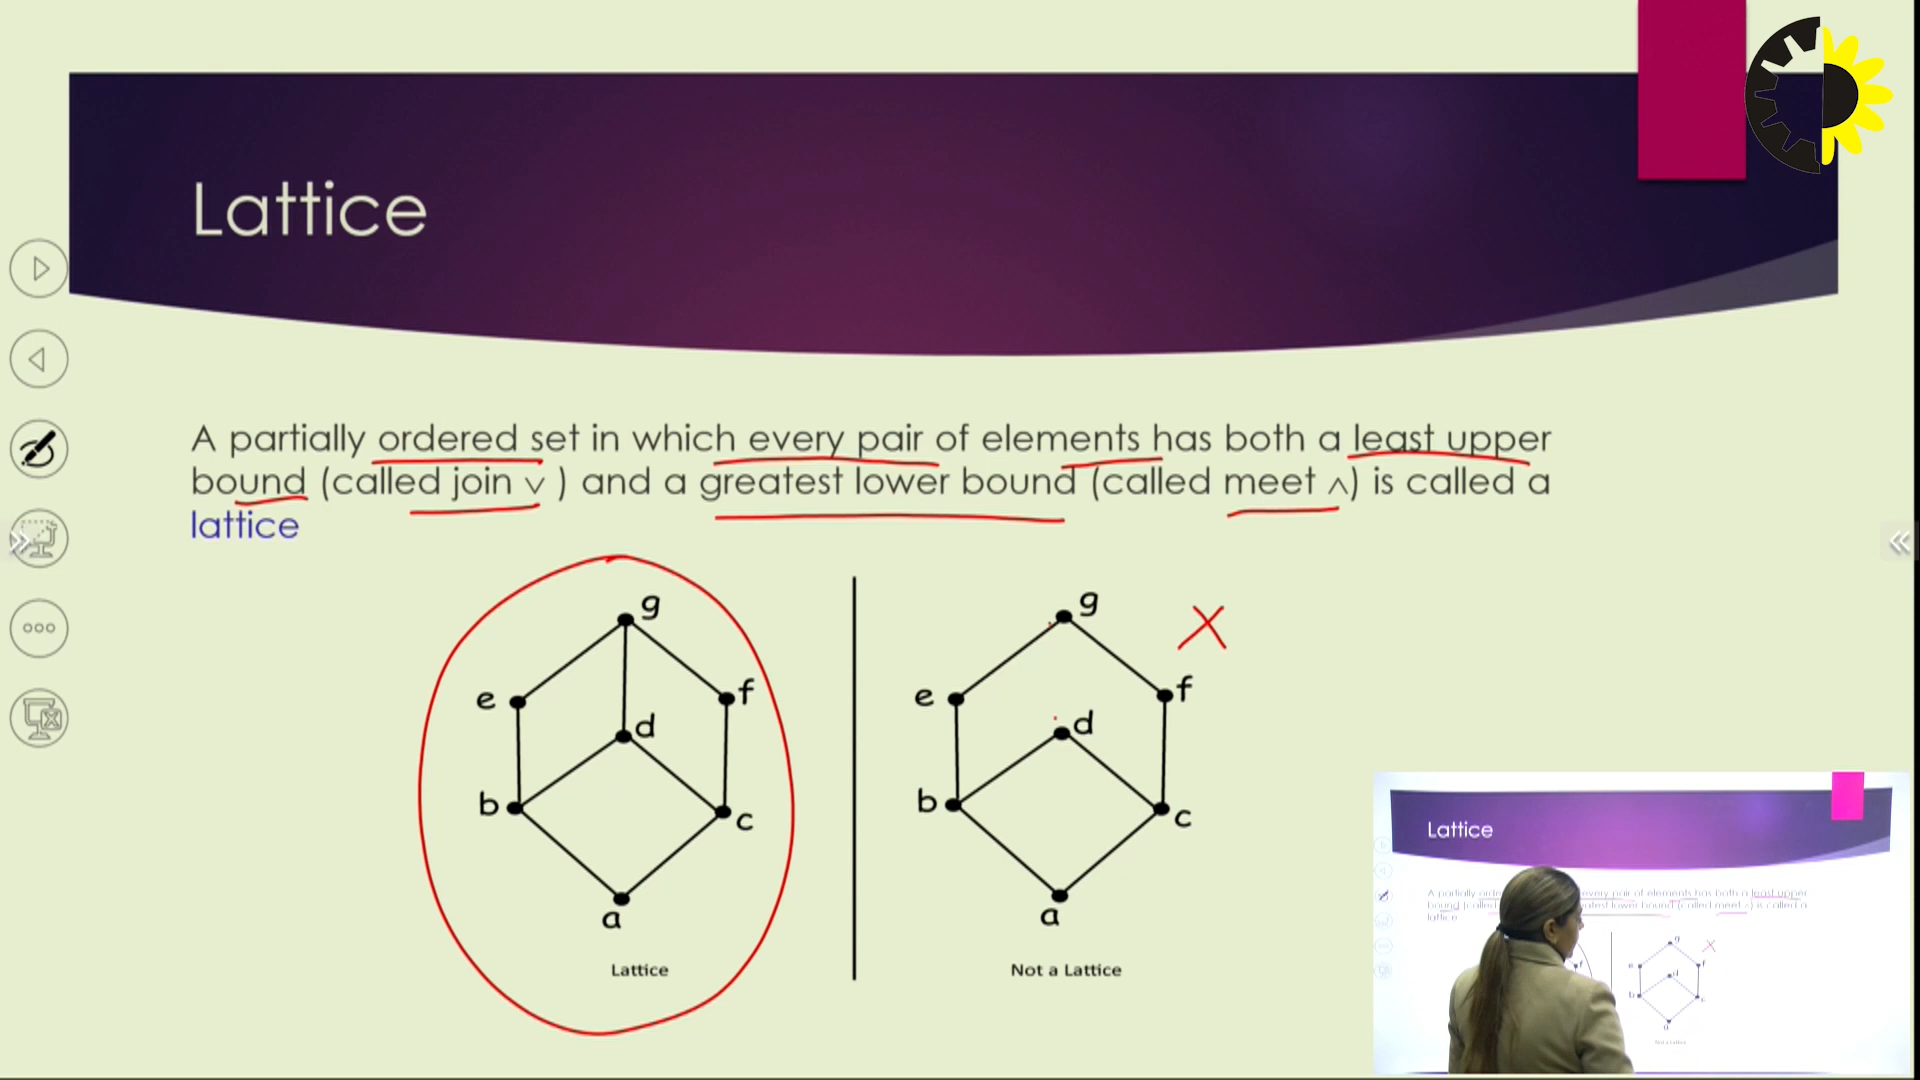 Lattice
A partially ordered set in which every pair of elements has both a least upper
bound (called join ∨ ) and a greatest lower bound (called meet ∧) is called a
lattice
g
e
f
d
b
c
a
Lattice
g
e
f
d
b
c
a
Not a Lattice
Lattice